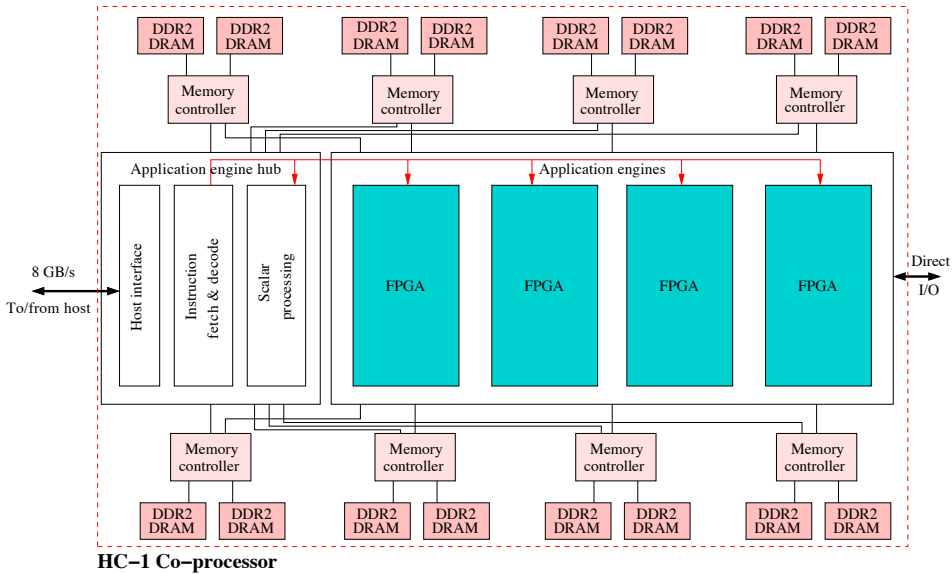 DDR2 DDR2 DDR2 DDR2 DDR2 DDR2 DDR2 DDR2
DRAM DRAM DRAM DRAM DRAM DRAM DRAM DRAM
Memory Memory Memory Memory
controller controller controller controller
Application engine hub Application engines
Host interface
Instruction
fetch & decode
Scalar
processing
FPGA FPGA FPGA FPGA
8 GB/s
To/from host
Direct
I/O
Memory Memory Memory Memory
controller controller controller controller
DDR2 DDR2 DDR2 DDR2 DDR2 DDR2 DDR2 DDR2
DRAM DRAM DRAM DRAM DRAM DRAM DRAM DRAM
HC−1 Co−processor